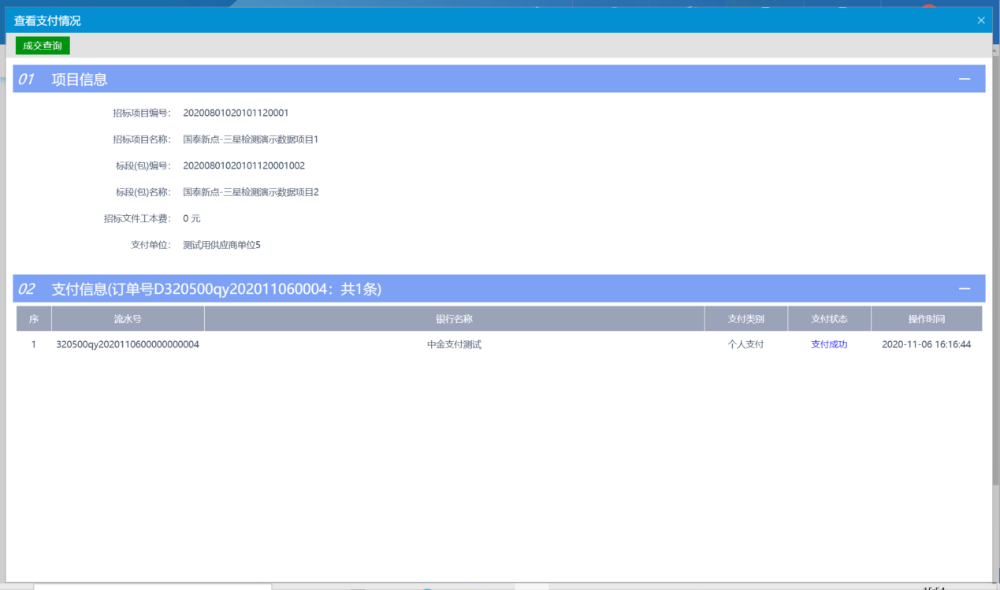 查看支付情况
成交查询
01 项目信息
招标项目编号： 20200801020101120001
招标项目名称： 国泰新点-三星检测演示数据项目1
标段(包)编号： 20200801020101120001002
标段(包)名称： 国泰新点-三星检测演示数据项目2
招标文件工本费： 0 元
支付单位： 测试用供应商单位5
02 支付信息(订单号D320500qy202011060004：共1条)
序 流水号 银行名称 支付类别 支付状态 操作时间
1 320500qy2020110600000000004 中金支付测试 个人支付 支付成功 2020-11-06 16:16:44